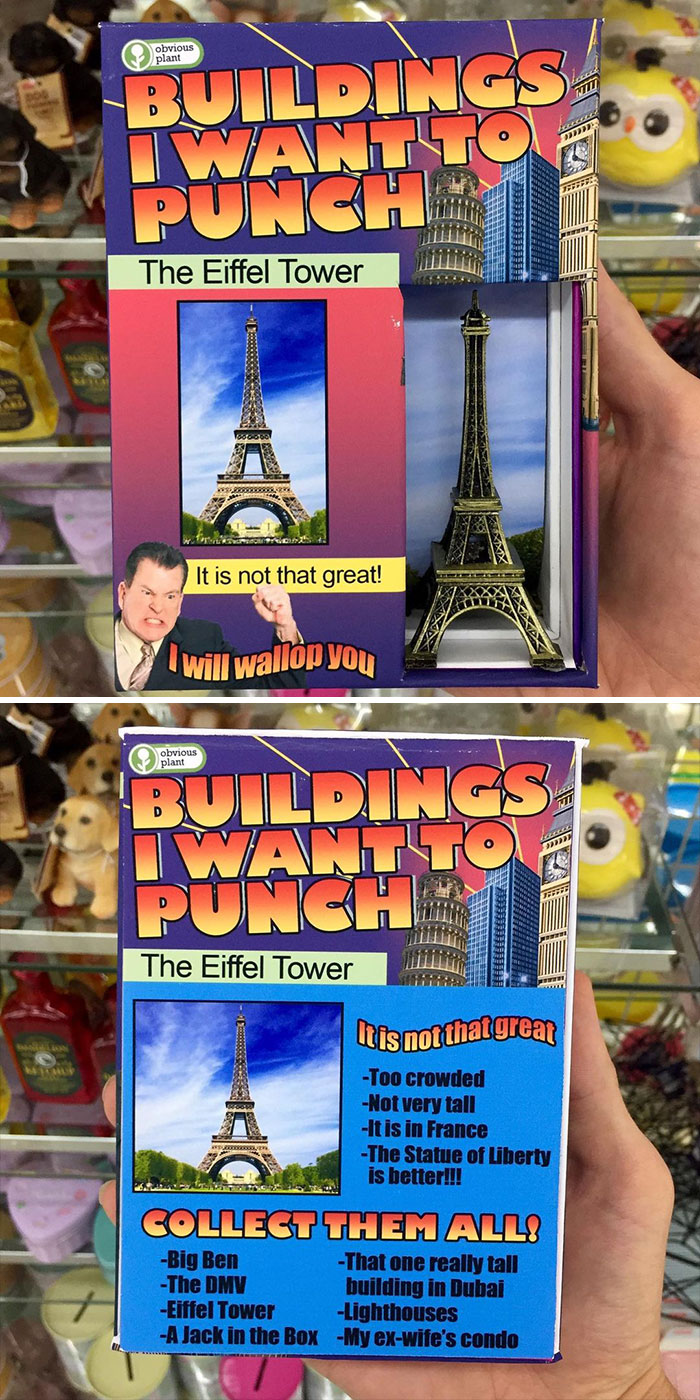 obvious
plant
BUILDINGS
I WANT TO
PUNCH
The Eiffel Tower
It is not that great!
I will wallop you
obvious
plant
BUILDINGS
I WANT TO
PUNCH
The Eiffel Tower
It is not that great
-Too crowded
-Not very tall
-It is in France
-The Statue of Liberty
is better!!!
COLLECT THEM ALL!
-Big Ben
-The DMV
-Eiffel Tower
-A Jack in the Box
-That one really tall
building in Dubai
-Lighthouses
-My ex-wife's condo
KETCHUP